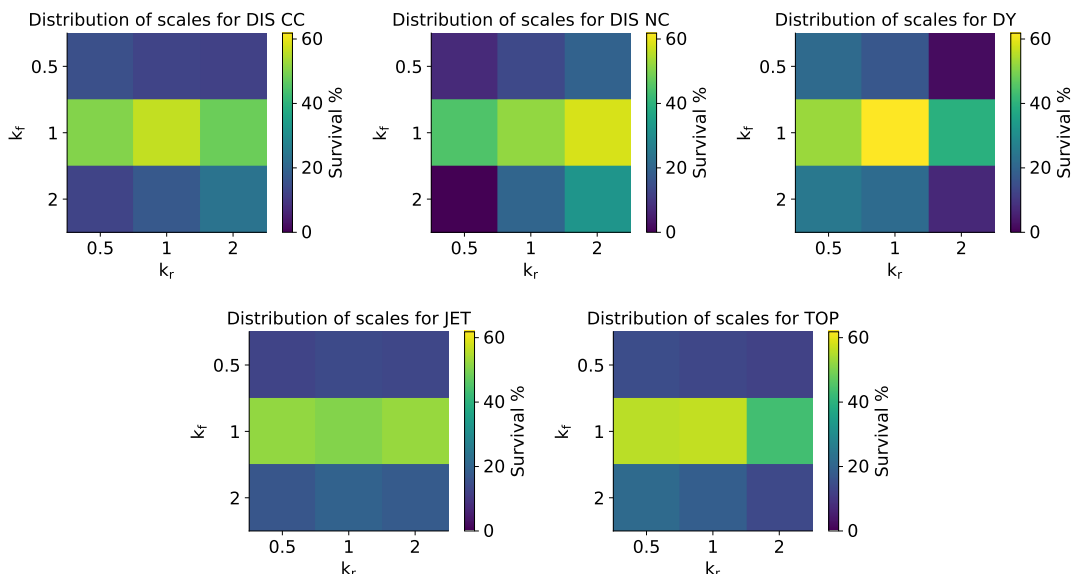 Distribution of scales for DIS CC
0.5
1
2
k_f
0.5 1 2
k_r
60
40
20
0
Survival %
Distribution of scales for DIS NC
0.5
1
2
k_f
0.5 1 2
k_r
60
40
20
0
Survival %
Distribution of scales for DY
0.5
1
2
k_f
0.5 1 2
k_r
60
40
20
0
Survival %
Distribution of scales for JET
0.5
1
2
k_f
0.5 1 2
k_r
60
40
20
0
Survival %
Distribution of scales for TOP
0.5
1
2
k_f
0.5 1 2
k_r
60
40
20
0
Survival %